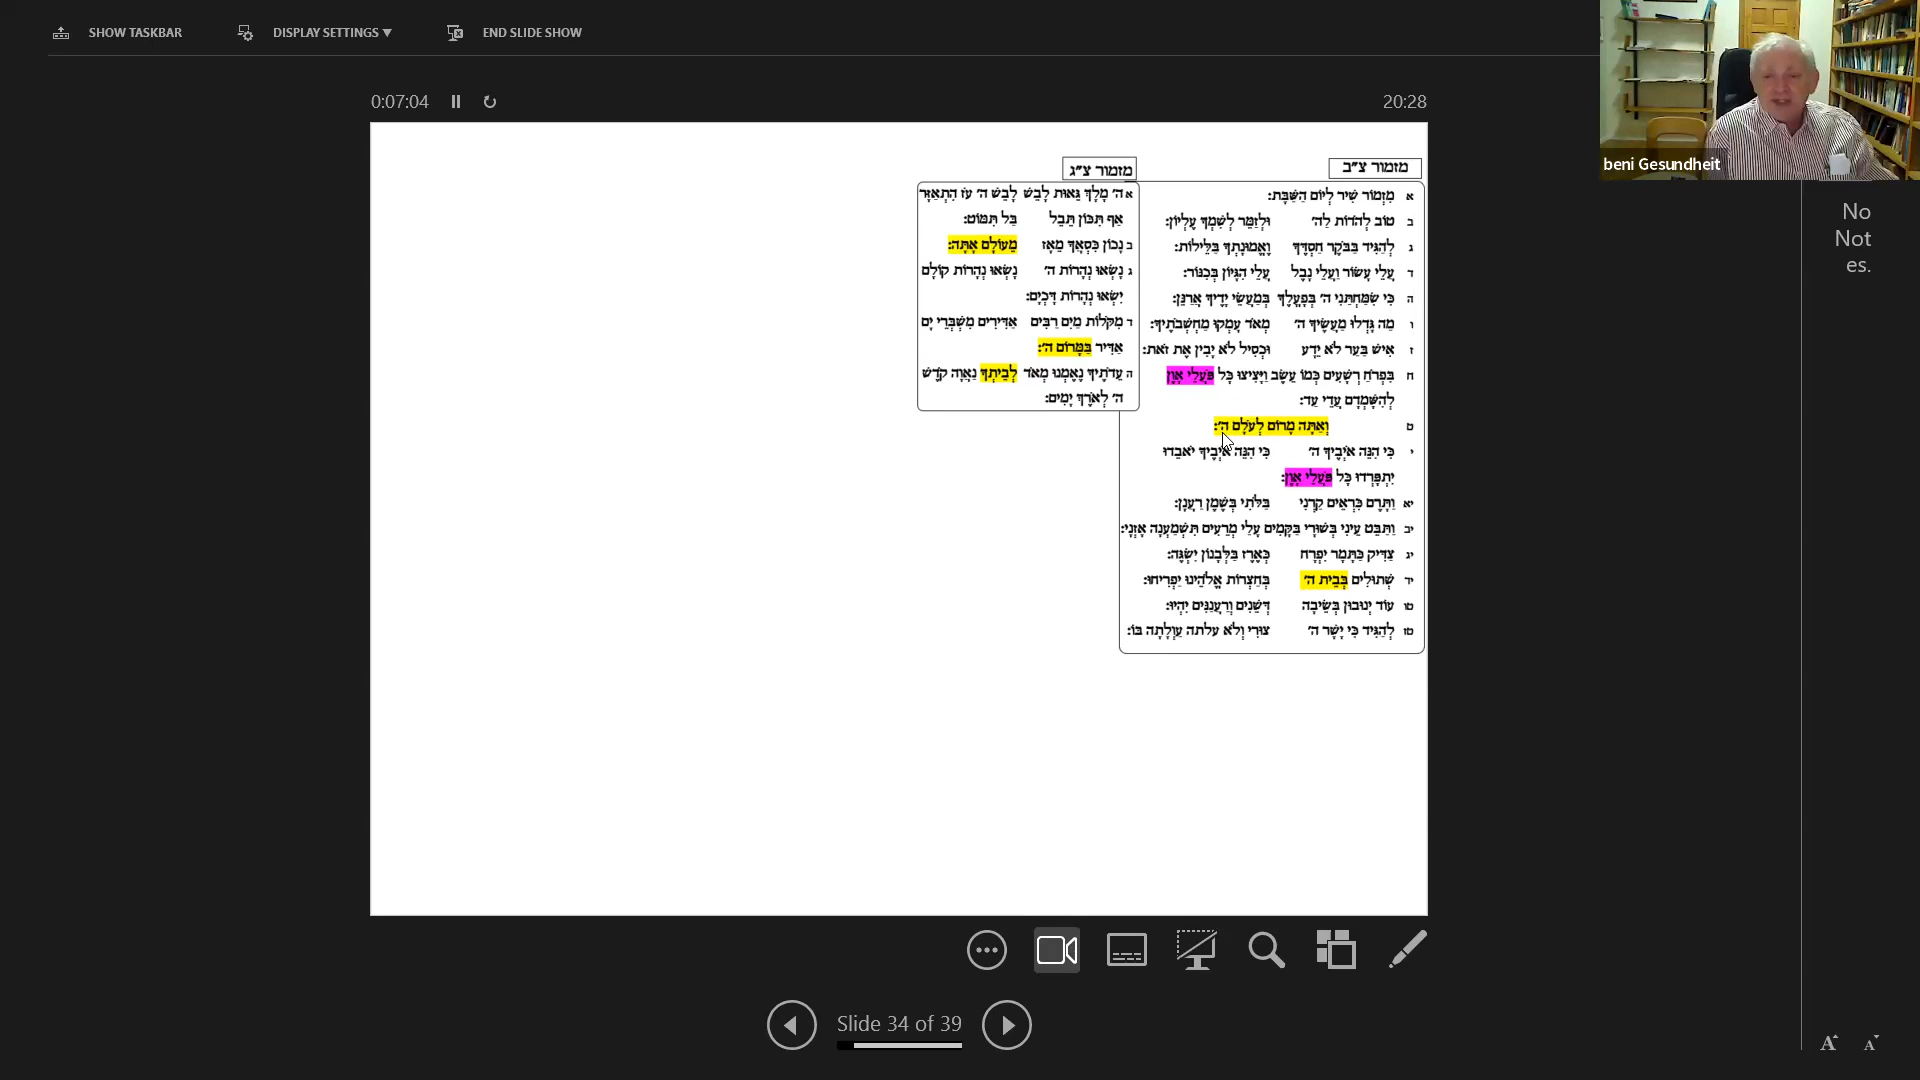 SHOW TASKBAR
DISPLAY SETTINGS ▼
END SLIDE SHOW
beni Gesundheit
0:07:04
20:28
No
Not
es.
מזמור צ"ב
א מִזְמוֹר שִׁיר לְיוֹם הַשַּׁבָּת:
ב טוֹב לְהֹדוֹת לַה' וּלְזַמֵּר לְשִׁמְךָ עֶלְיוֹן:
ג לְהַגִּיד בַּבֹּקֶר חַסְדֶּךָ וֶאֱמוּנָתְךָ בַּלֵּילוֹת:
ד עֲלֵי עָשׂוֹר וַעֲלֵי נָבֶל עֲלֵי הִגָּיוֹן בְּכִנּוֹר:
ה כִּי שִׂמַּחְתַּנִי ה' בְּפָעֳלֶךָ בְּמַעֲשֵׂי יָדֶיךָ אֲרַנֵּן:
ו מַה גָּדְלוּ מַעֲשֶׂיךָ ה' מְאֹד עָמְקוּ מַחְשְׁבֹתֶיךָ:
ז אִישׁ בַּעַר לֹא יֵדָע וּכְסִיל לֹא יָבִין אֶת זֹאת:
ח בִּפְרֹחַ רְשָׁעִים כְּמוֹ עֵשֶׂב וַיָּצִיצוּ כָּל פֹּעֲלֵי אָוֶן
לְהִשָּׁמְדָם עֲדֵי עַד:
ט וְאַתָּה מָרוֹם לְעֹלָם ה':
י כִּי הִנֵּה אֹיְבֶיךָ ה' כִּי הִנֵּה אֹיְבֶיךָ יֹאבֵדוּ
יִתְפָּרְדוּ כָּל פֹּעֲלֵי אָוֶן:
יא וַתָּרֶם כִּרְאֵים קַרְנִי בַּלֹּתִי בְּשֶׁמֶן רַעֲנָן:
יב וַתַּבֵּט עֵינִי בְּשׁוּרָי בַּקָּמִים עָלַי מְרֵעִים תִּשְׁמַעְנָה אָזְנָי:
יג צַדִּיק כַּתָּמָר יִפְרָח כְּאֶרֶז בַּלְּבָנוֹן יִשְׂגֶּה:
יד שְׁתוּלִים בְּבֵית ה' בְּחַצְרוֹת אֱלֹהֵינוּ יַפְרִיחוּ:
טו עוֹד יְנוּבוּן בְּשֵׂיבָה דְּשֵׁנִים וְרַעֲנַנִּים יִהְיוּ:
טז לְהַגִּיד כִּי יָשָׁר ה' צוּרִי וְלֹא עלתה עַוְלָתָה בּוֹ:
מזמור צ"ג
א ה' מָלָךְ גֵּאוּת לָבֵשׁ לָבֵשׁ ה' עֹז הִתְאַזָּר
אַף תִּכּוֹן תֵּבֵל בַּל תִּמּוֹט:
ב נָכוֹן כִּסְאֲךָ מֵאָז מֵעוֹלָם אָתָּה:
ג נָשְׂאוּ נְהָרוֹת ה' נָשְׂאוּ נְהָרוֹת קוֹלָם
יִשְׂאוּ נְהָרוֹת דָּכְיָם:
ד מִקֹּלוֹת מַיִם רַבִּים אַדִּירִים מִשְׁבְּרֵי יָם
אַדִּיר בַּמָּרוֹם ה':
ה עֵדֹתֶיךָ נֶאֶמְנוּ מְאֹד לְבֵיתְךָ נַאֲוָה קֹדֶשׁ
ה' לְאֹרֶךְ יָמִים:
Slide 34 of 39
A A